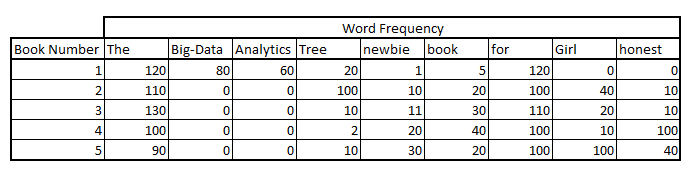 Word Frequency
Book Number The Big-Data Analytics Tree newbie book for Girl honest
1 120 80 60 20 1 5 120 0 0
2 110 0 0 100 10 20 100 40 10
3 130 0 0 10 11 30 110 20 10
4 100 0 0 2 20 40 100 10 100
5 90 0 0 10 30 20 100 100 40